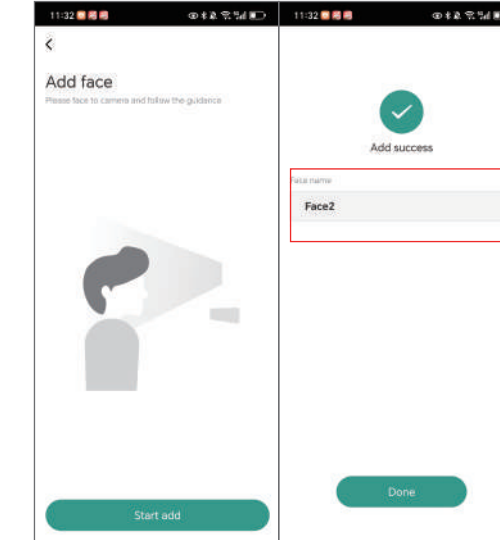 11:32
Add face
Please face to camera and follow the guidance
Start add
11:32
Add success
Face name
Face2
Done